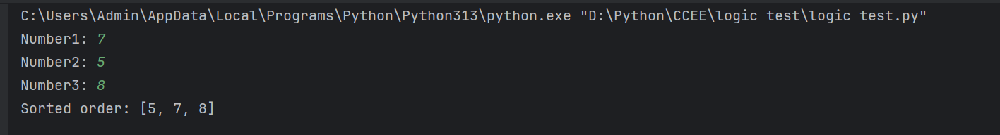 C:\Users\Admin\AppData\Local\Programs\Python\Python313\python.exe "D:\Python\CCEE\logic test\logic test.py"
Number1: 7
Number2: 5
Number3: 8
Sorted order: [5, 7, 8]